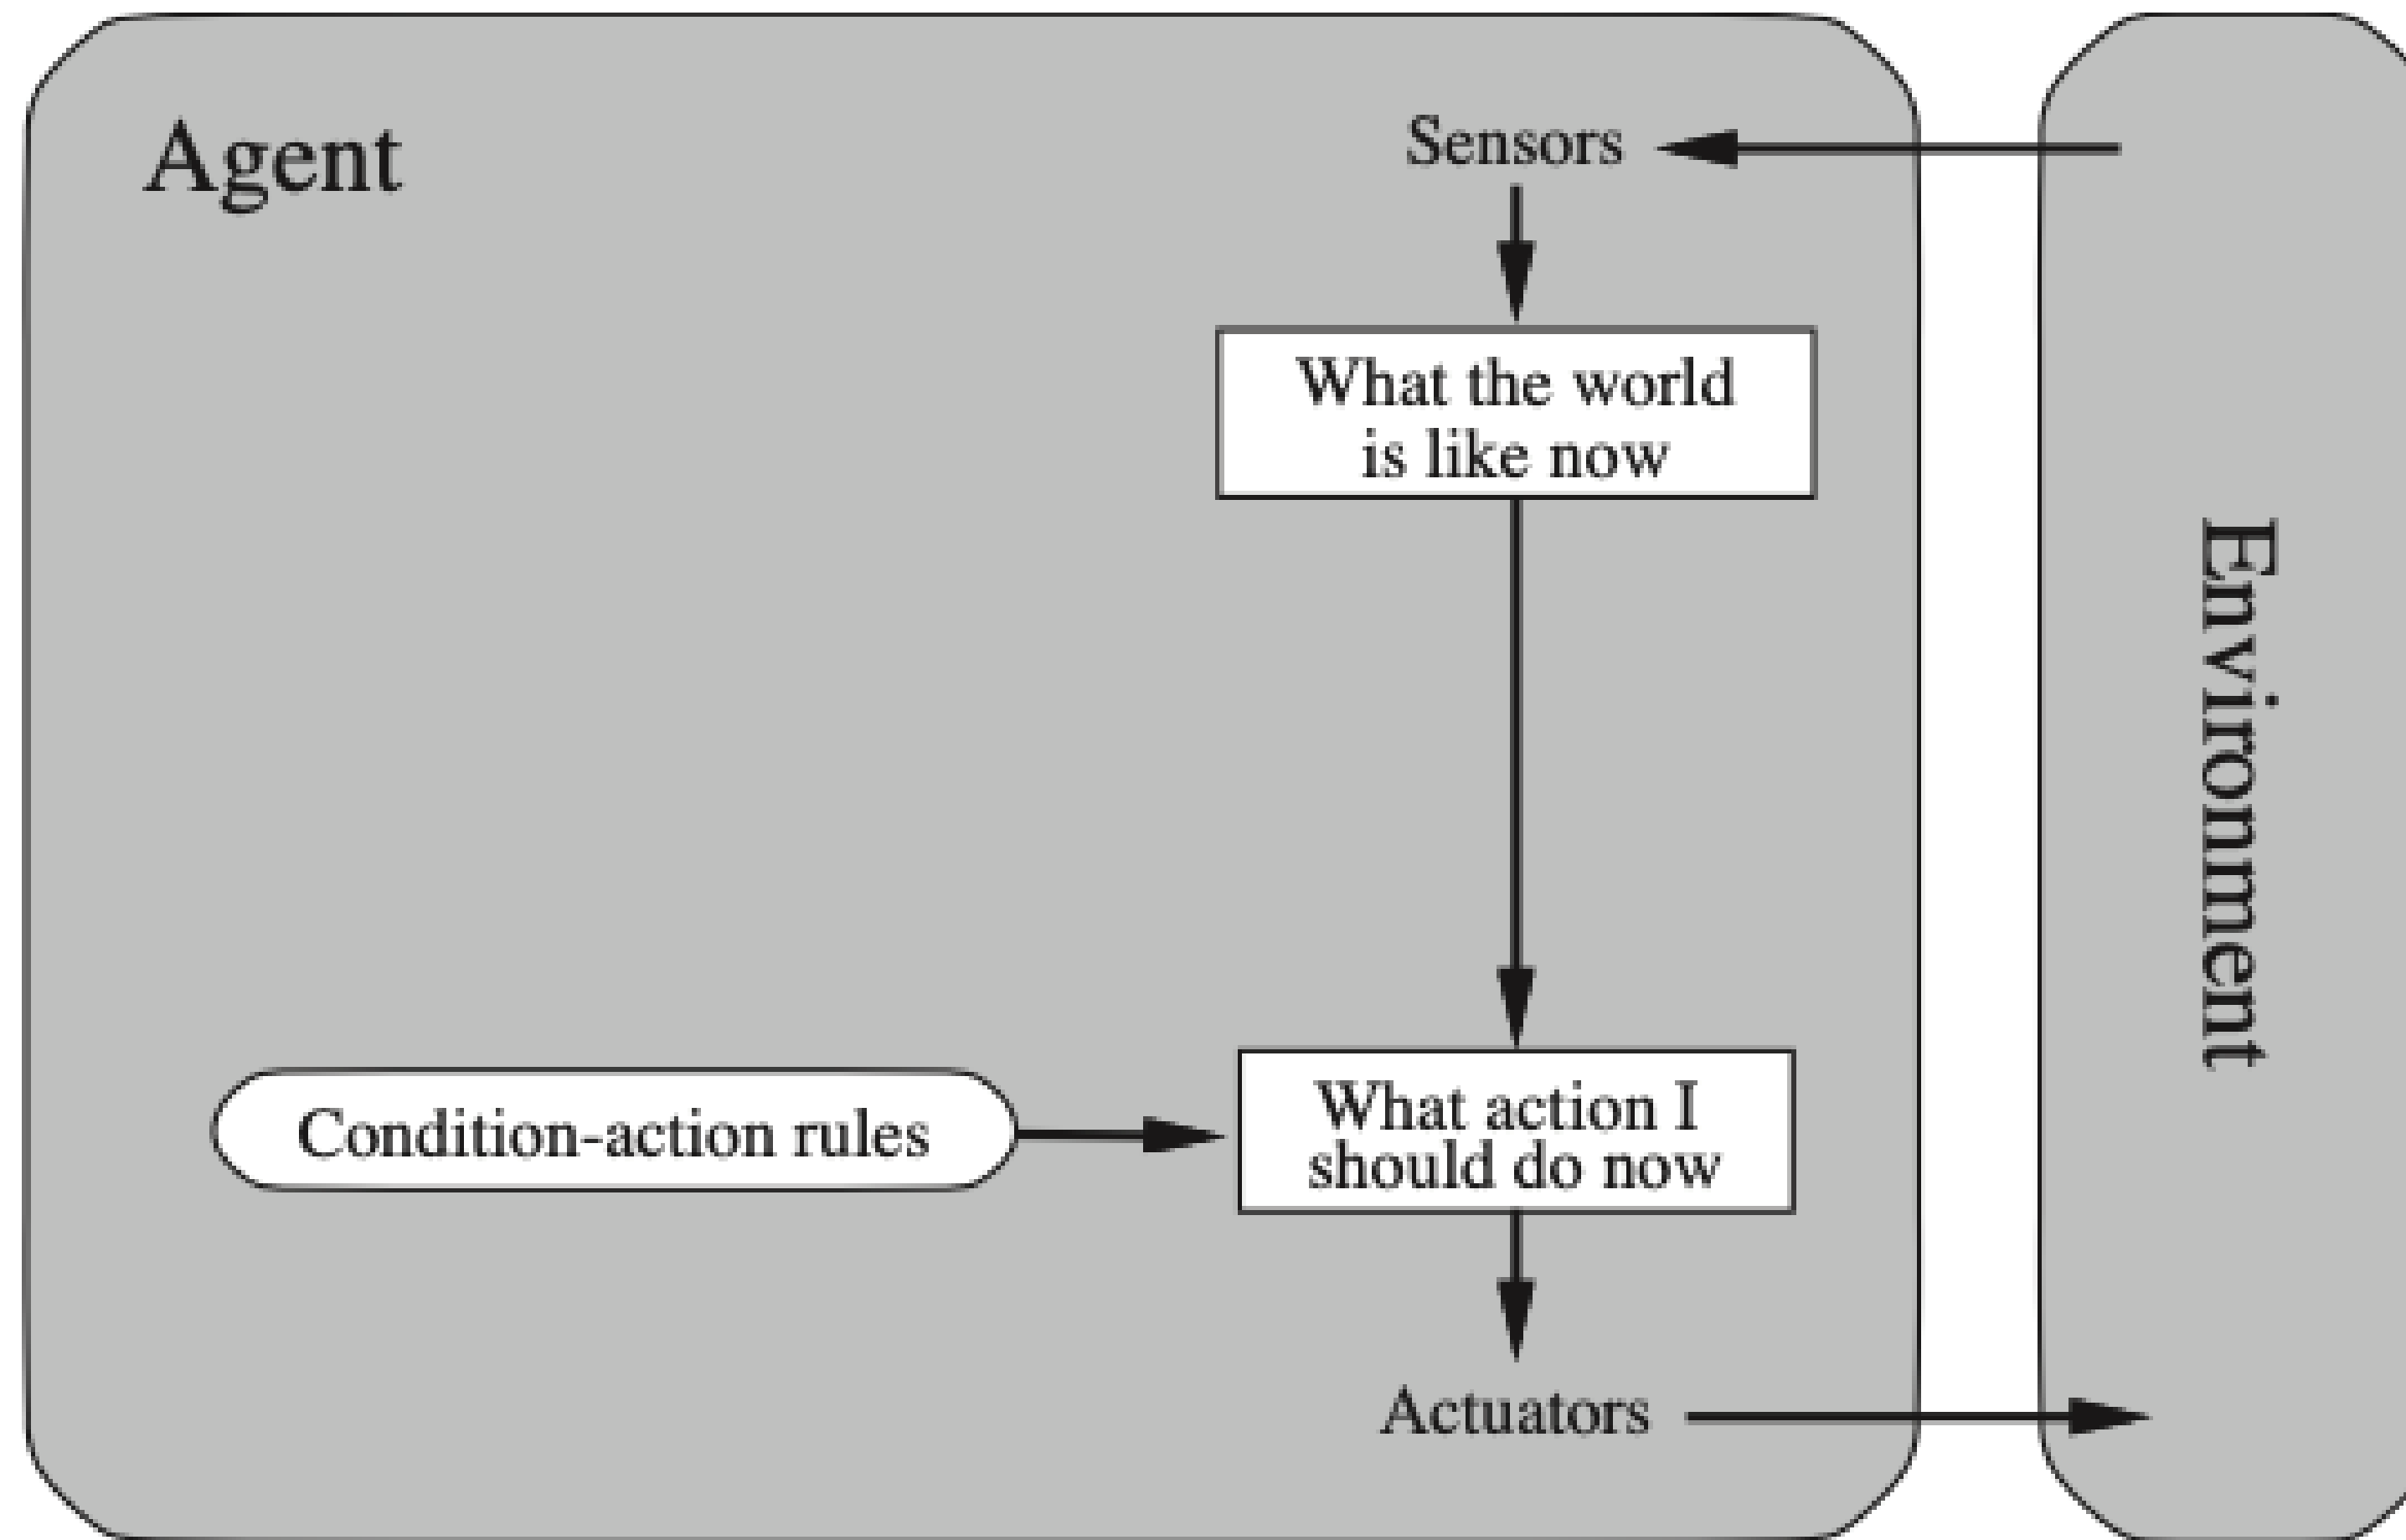 Agent
Sensors
What the world
is like now
Environment
Condition-action rules
What action I
should do now
Actuators